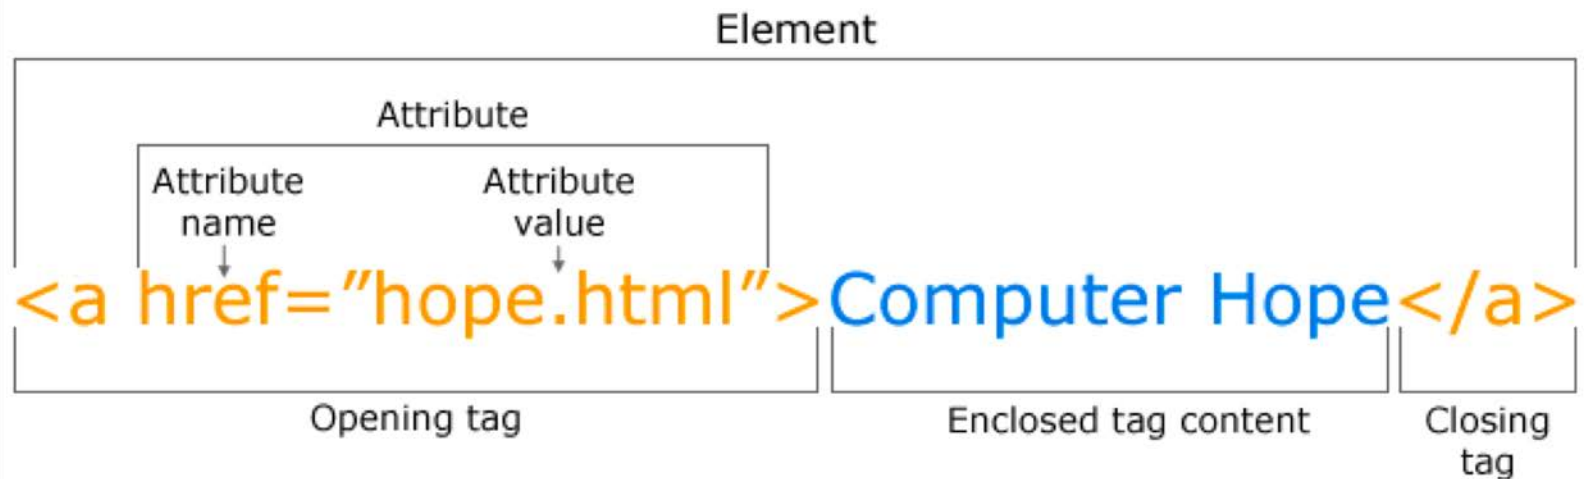 Element
Attribute
Attribute name
Attribute value
<a href=”hope.html”>Computer Hope</a>
Opening tag
Enclosed tag content
Closing tag